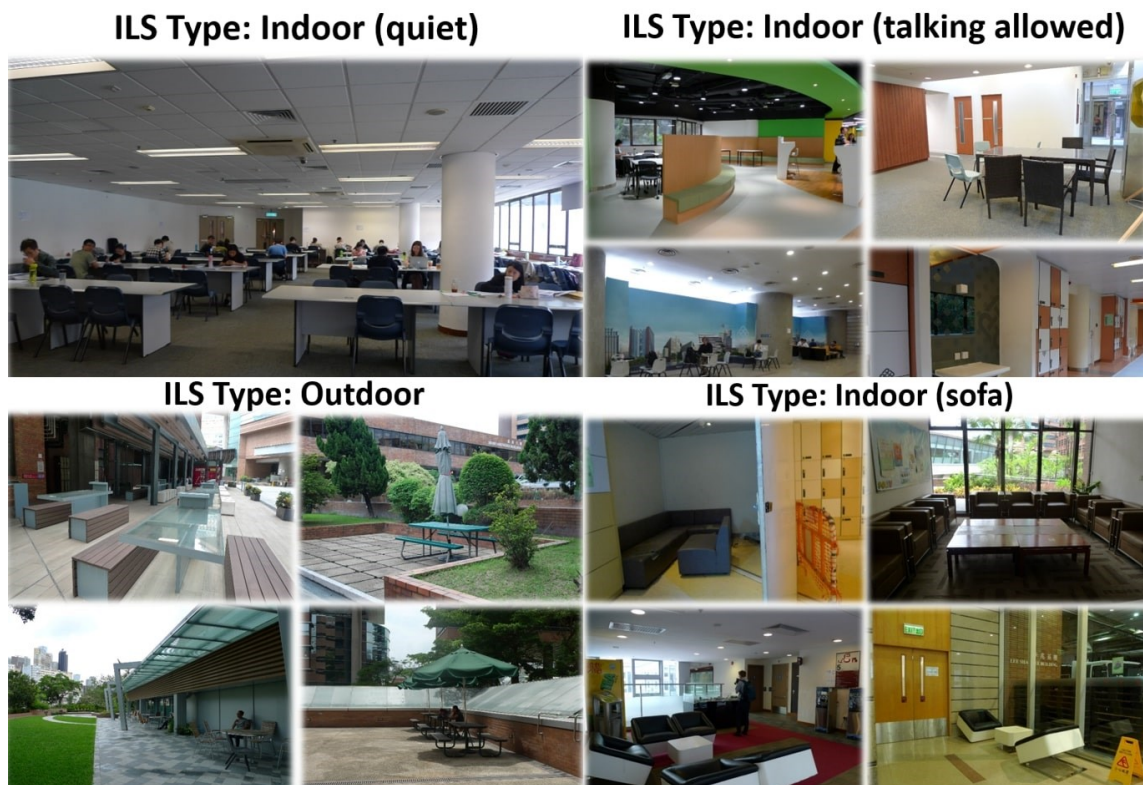 ILS Type: Indoor (quiet)
ILS Type: Indoor (talking allowed)
ILS Type: Outdoor
ILS Type: Indoor (sofa)